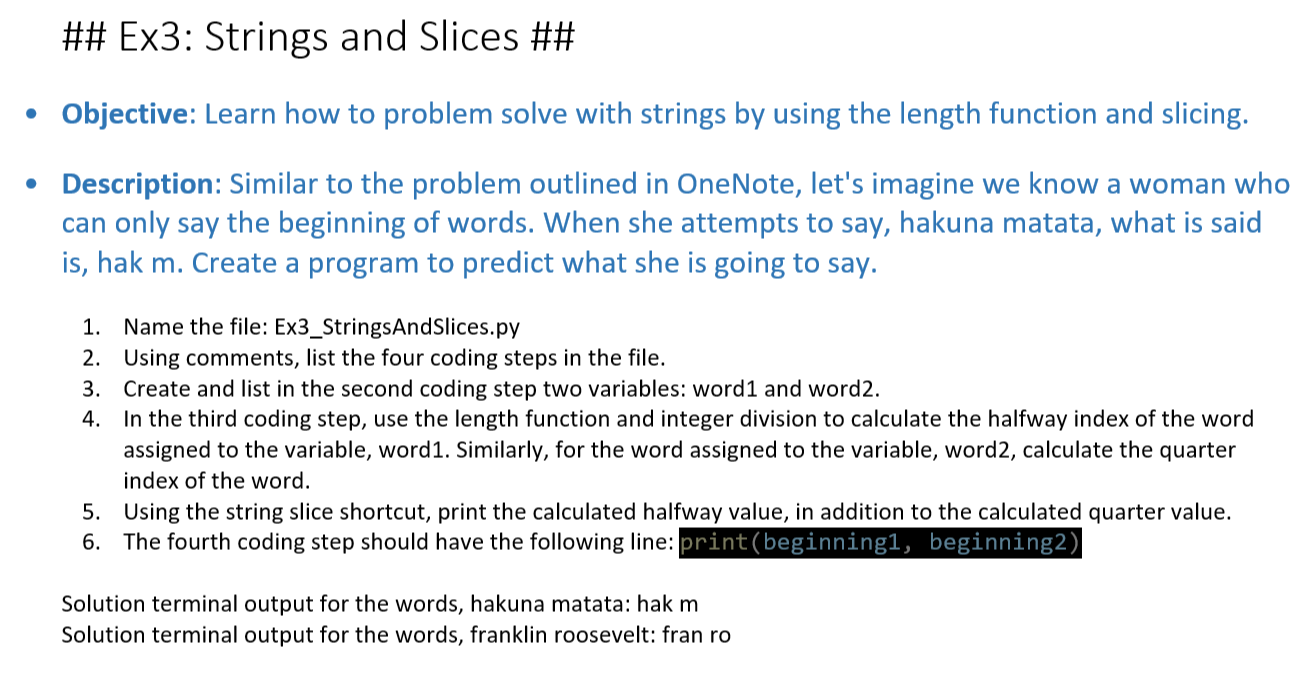 ## Ex3: Strings and Slices ##
• Objective: Learn how to problem solve with strings by using the length function and slicing.
• Description: Similar to the problem outlined in OneNote, let's imagine we know a woman who
can only say the beginning of words. When she attempts to say, hakuna matata, what is said
is, hak m. Create a program to predict what she is going to say.
1. Name the file: Ex3_StringsAndSlices.py
2. Using comments, list the four coding steps in the file.
3. Create and list in the second coding step two variables: word1 and word2.
4. In the third coding step, use the length function and integer division to calculate the halfway index of the word
assigned to the variable, word1. Similarly, for the word assigned to the variable, word2, calculate the quarter
index of the word.
5. Using the string slice shortcut, print the calculated halfway value, in addition to the calculated quarter value.
6. The fourth coding step should have the following line: print(beginning1, beginning2)
Solution terminal output for the words, hakuna matata: hak m
Solution terminal output for the words, franklin roosevelt: fran ro